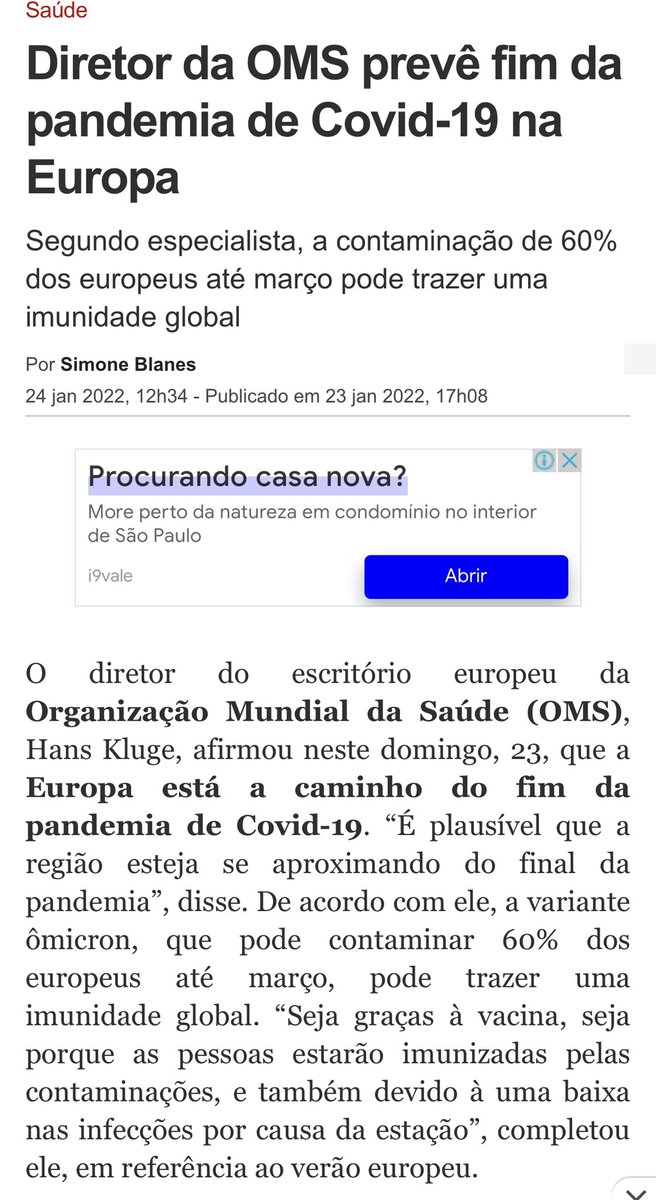 Saúde
Diretor da OMS prevê fim da
pandemia de Covid-19 na
Europa
Segundo especialista, a contaminação de 60%
dos europeus até março pode trazer uma
imunidade global
Por Simone Blanes
24 jan 2022, 12h34 - Publicado em 23 jan 2022, 17h08
Procurando casa nova?
More perto da natureza em condomínio no interior
de São Paulo
i9vale
Abrir
O diretor do escritório europeu da
Organização Mundial da Saúde (OMS),
Hans Kluge, afirmou neste domingo, 23, que a
Europa está a caminho do fim da
pandemia de Covid-19. “É plausível que a
região esteja se aproximando do final da
pandemia”, disse. De acordo com ele, a variante
ômicron, que pode contaminar 60% dos
europeus até março, pode trazer uma
imunidade global. “Seja graças à vacina, seja
porque as pessoas estarão imunizadas pelas
contaminações, e também devido à uma baixa
nas infecções por causa da estação”, completou
ele, em referência ao verão europeu.